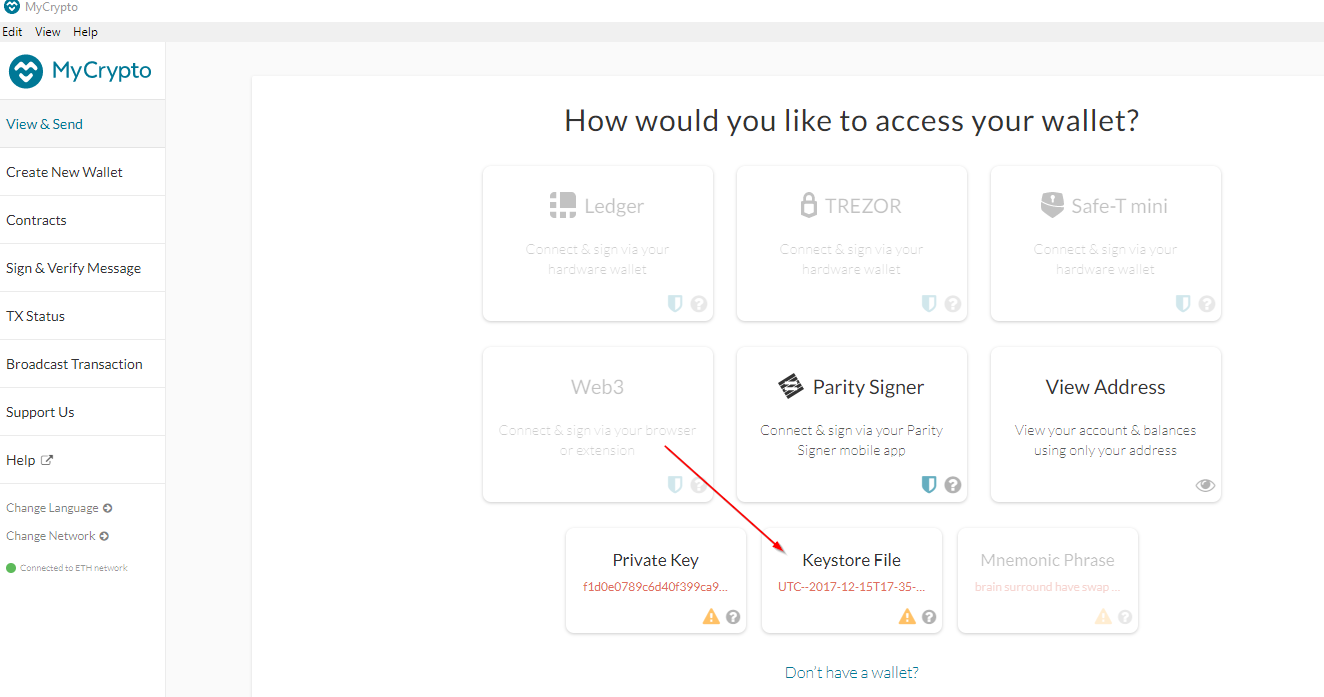 MyCrypto
Edit View Help
MyCrypto
View & Send
Create New Wallet
Contracts
Sign & Verify Message
TX Status
Broadcast Transaction
Support Us
Help
Change Language
Change Network
Connected to ETH network
How would you like to access your wallet?
Ledger
Connect & sign via your
hardware wallet
?
TREZOR
Connect & sign via your
hardware wallet
?
Safe-T mini
Connect & sign via your
hardware wallet
?
Web3
Connect & sign via your browser
or extension
?
Parity Signer
Connect & sign via your Parity
Signer mobile app
?
View Address
View your account & balances
using only your address
Private Key
f1d0e0789c6d40f399ca9...
?
Keystore File
UTC--2017-12-15T17-35-...
?
Mnemonic Phrase
brain surround have swap ...
?
Don't have a wallet?